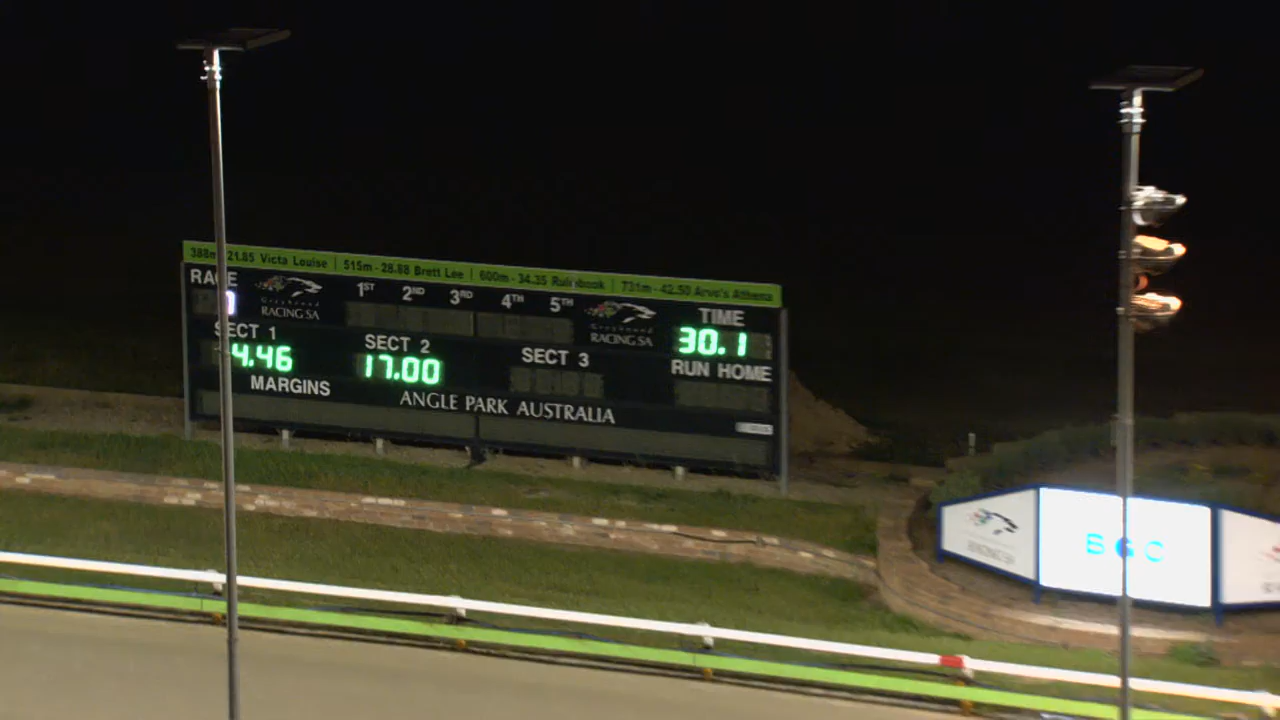 388m - 21.85 Victa Louise | 515m - 28.88 Brett Lee | 600m - 34.35 Rulebook | 731m - 42.50 Arvo's Athena
RACE
Greyhound
RACING SA
1ST 2ND 3RD 4TH 5TH
Greyhound
RACING SA
TIME
30.1
SECT 1
4.46
SECT 2
17.00
SECT 3
RUN HOME
MARGINS
ANGLE PARK AUSTRALIA
BGC